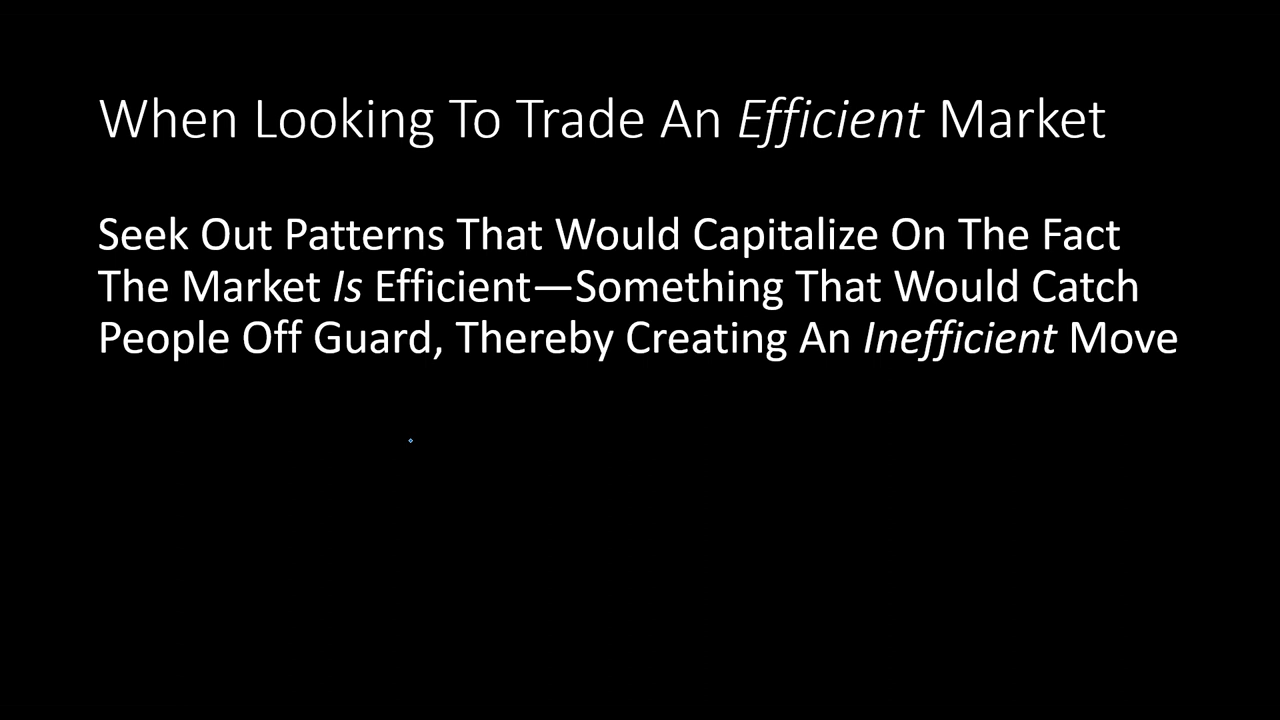 When Looking To Trade An Efficient Market
Seek Out Patterns That Would Capitalize On The Fact
The Market Is Efficient—Something That Would Catch
People Off Guard, Thereby Creating An Inefficient Move